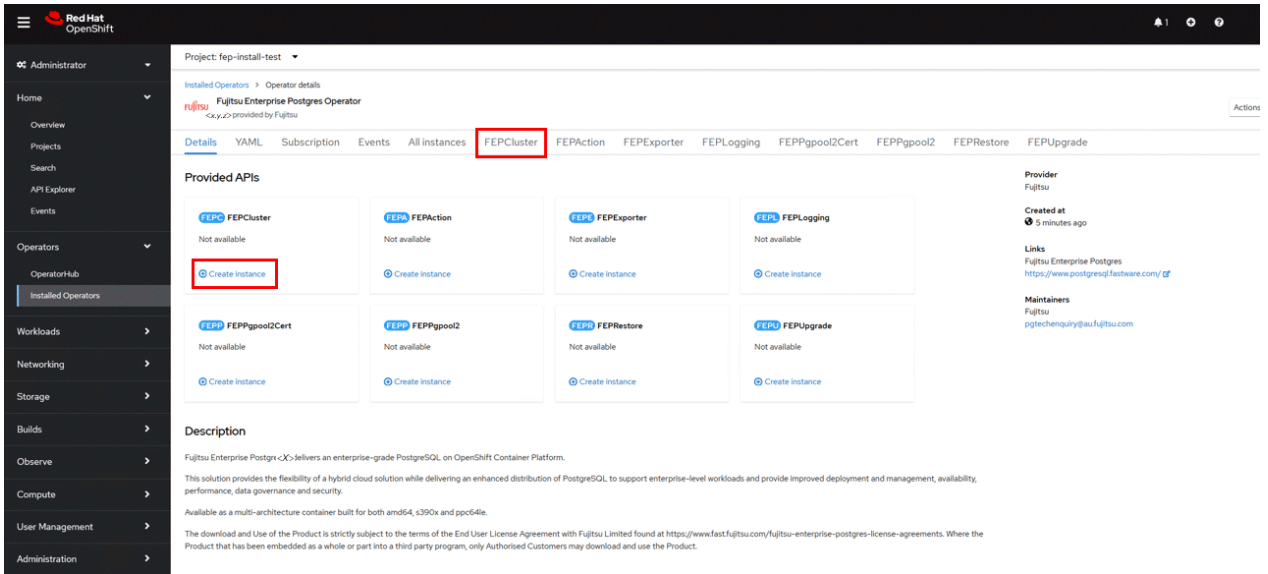 Red Hat
OpenShift
1
Administrator
Home
Overview
Projects
Search
API Explorer
Events
Operators
OperatorHub
Installed Operators
Workloads
Networking
Storage
Builds
Observe
Compute
User Management
Administration
Project: fep-install-test
Installed Operators > Operator details
FUJITSU
Fujitsu Enterprise Postgres Operator
<x.y.z> provided by Fujitsu
Actions
Details YAML Subscription Events All instances FEPCluster FEPAction FEPExporter FEPLogging FEPPgpool2Cert FEPPgpool2 FEPRestore FEPUpgrade
Provided APIs
FEPC FEPCluster
Not available
Create instance
FEPA FEPAction
Not available
Create instance
FEPE FEPExporter
Not available
Create instance
FEPL FEPLogging
Not available
Create instance
FEPP FEPPgpool2Cert
Not available
Create instance
FEPP FEPPgpool2
Not available
Create instance
FEPR FEPRestore
Not available
Create instance
FEPU FEPUpgrade
Not available
Create instance
Provider
Fujitsu
Created at
5 minutes ago
Links
Fujitsu Enterprise Postgres
https://www.postgresql.fastware.com/
Maintainers
Fujitsu
pgtechenquiry@au.fujitsu.com
Description
Fujitsu Enterprise Postgre <X> delivers an enterprise-grade PostgreSQL on OpenShift Container Platform.
This solution provides the flexibility of a hybrid cloud solution while delivering an enhanced distribution of PostgreSQL to support enterprise-level workloads and provide improved deployment and management, availability,
performance, data governance and security.
Available as a multi-architecture container built for both amd64, s390x and ppc64le.
The download and Use of the Product is strictly subject to the terms of the End User License Agreement with Fujitsu Limited found at https://www.fast.fujitsu.com/fujitsu-enterprise-postgres-license-agreements. Where the
Product that has been embedded as a whole or part into a third party program, only Authorised Customers may download and use the Product.